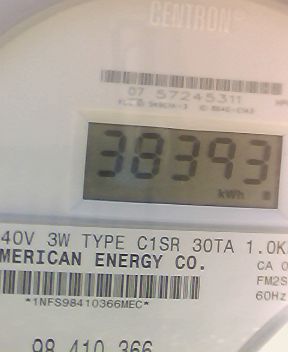 CENTRON
07 57245311
38393
kWh
40V 3W TYPE C1SR 30TA 1.0K
MERICAN ENERGY CO.
CA 0
FM2S
60Hz
*1NFS98410366MEC*
98 410 366